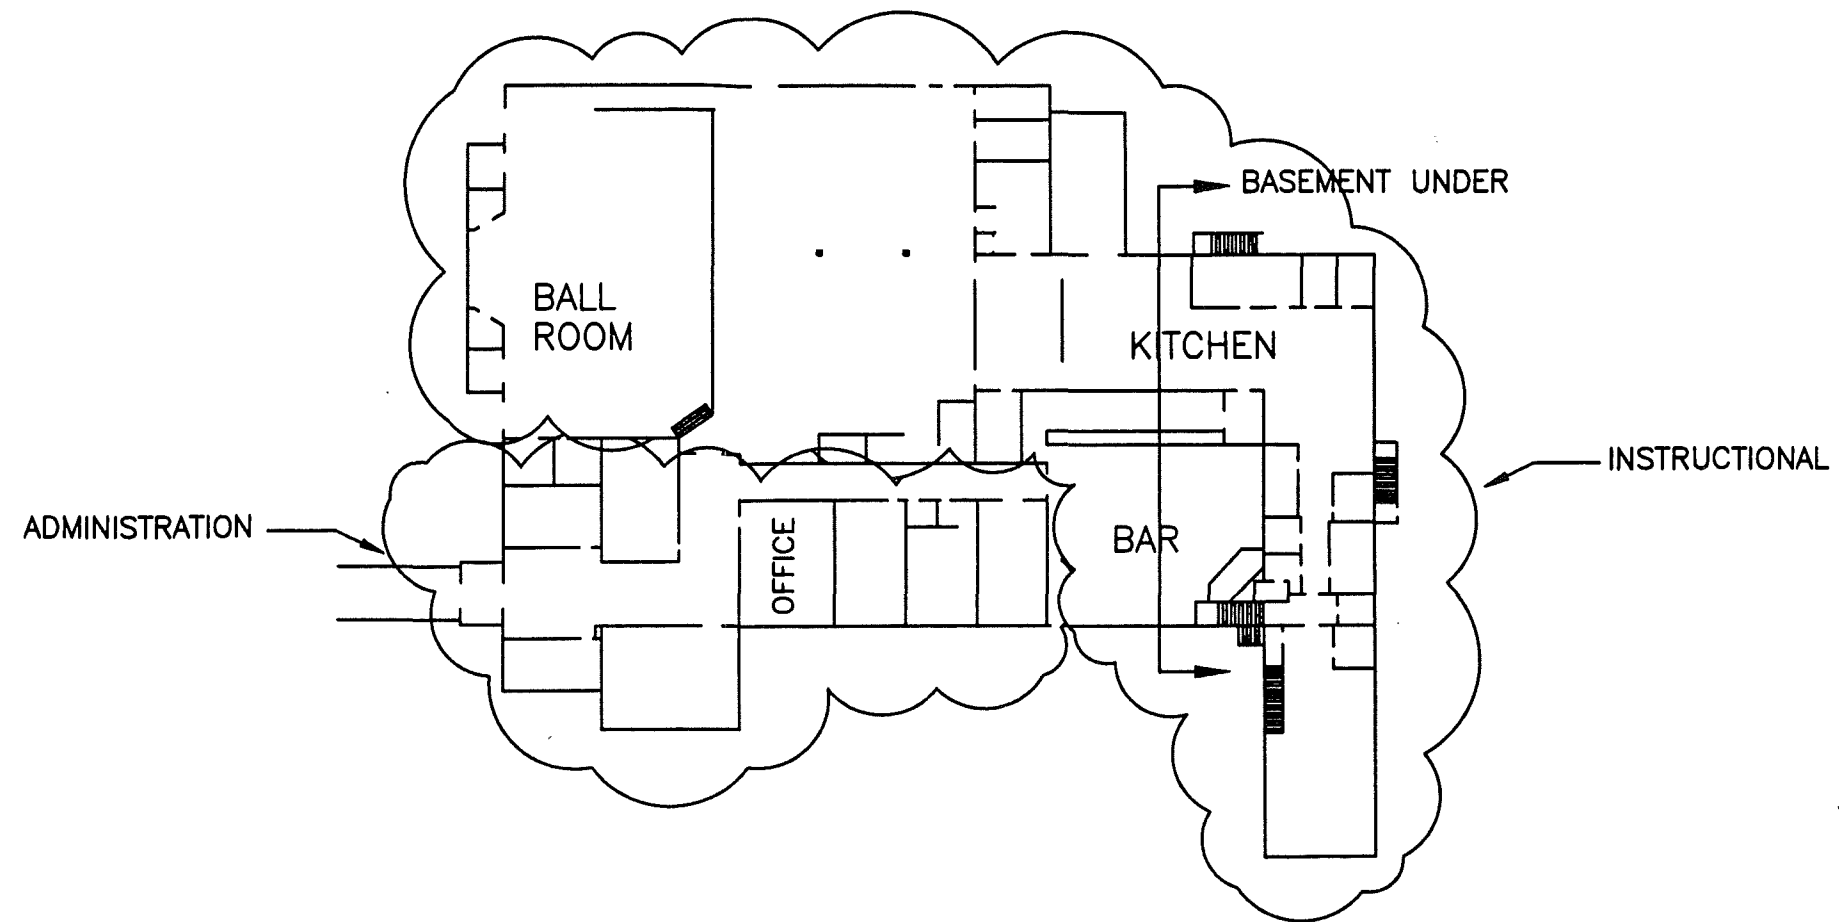 BASEMENT UNDER
BALL
ROOM
KITCHEN
INSTRUCTIONAL
ADMINISTRATION
OFFICE
BAR